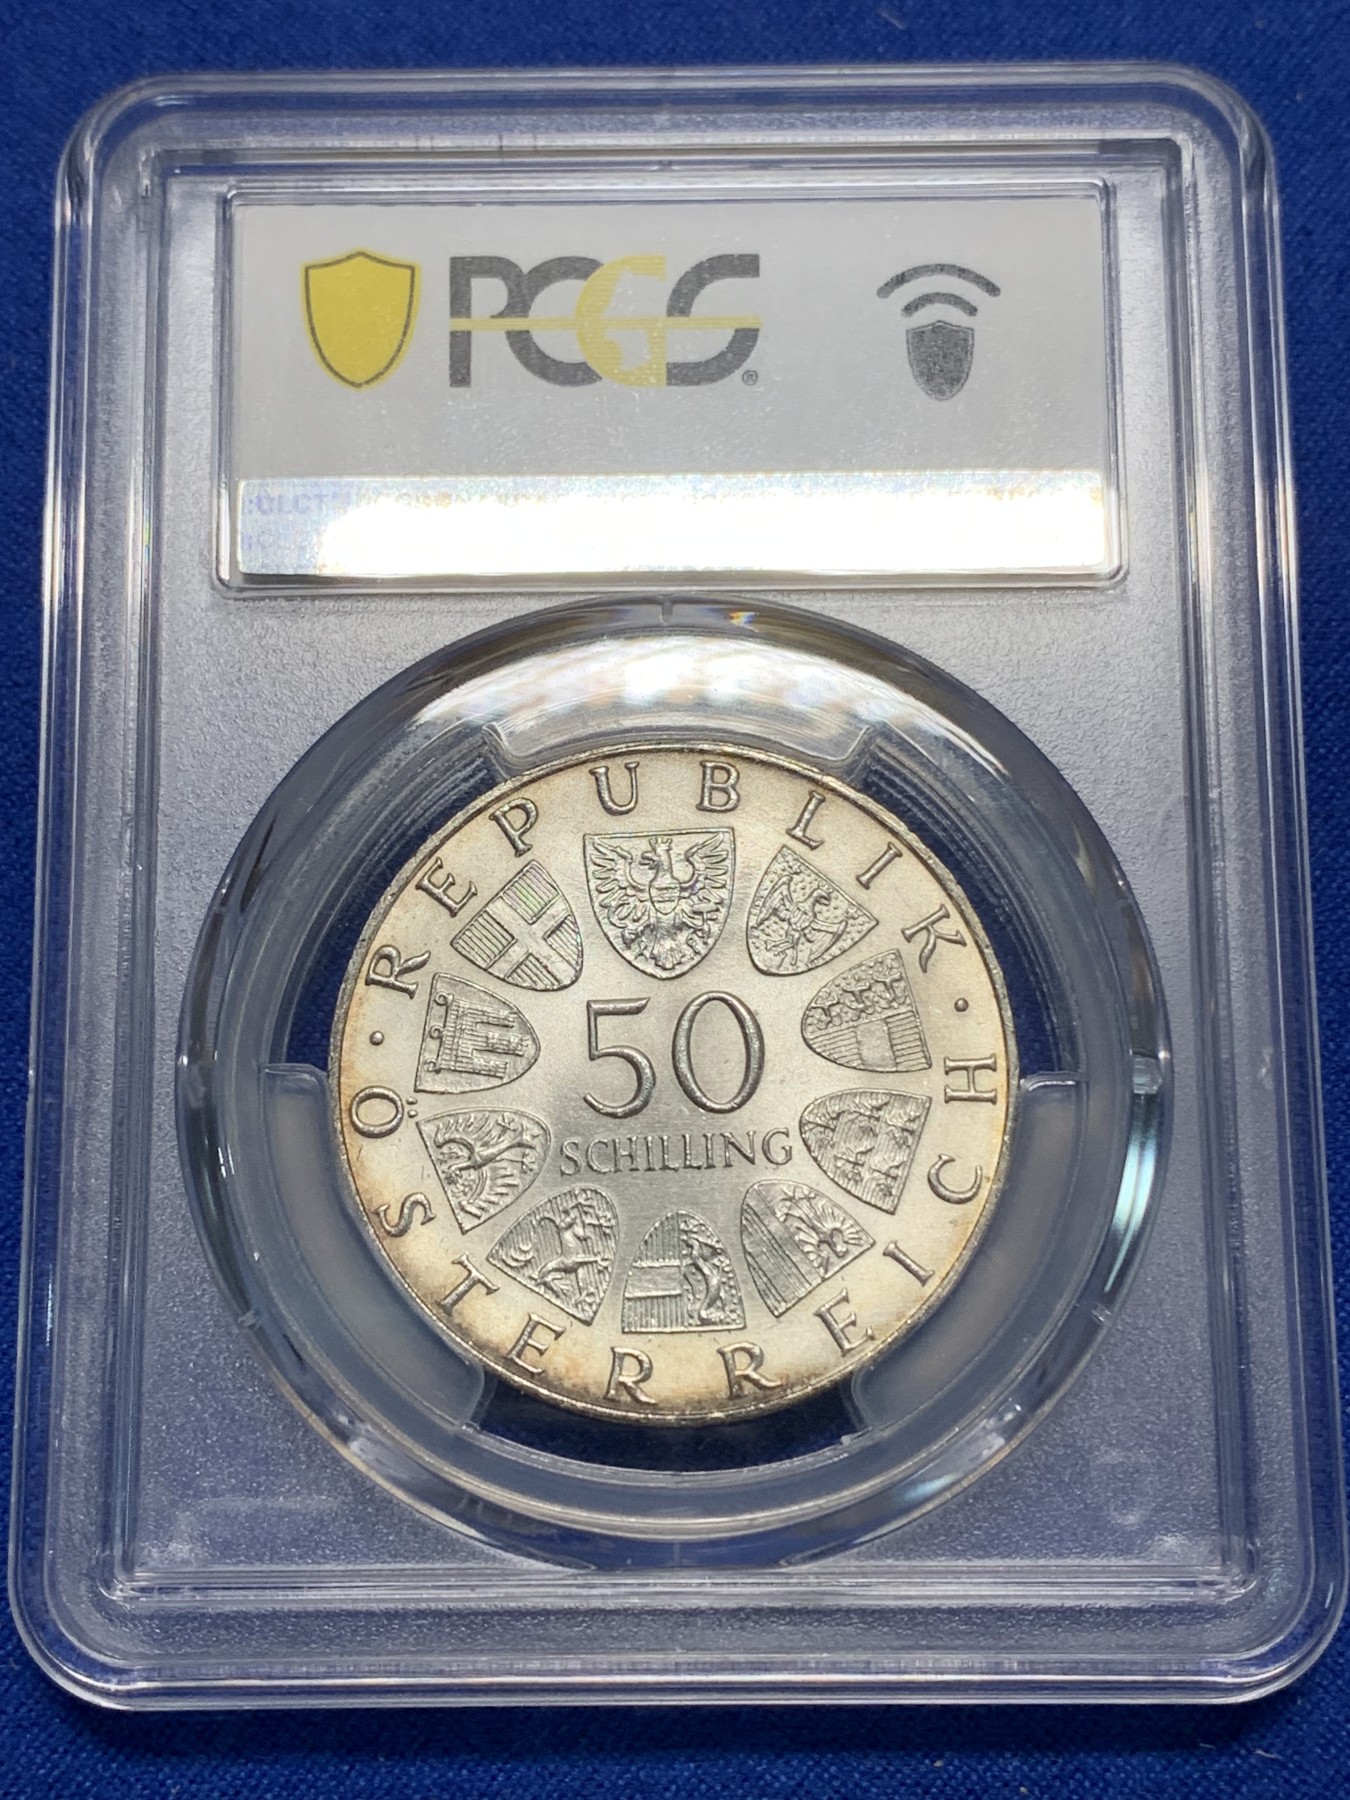 PCGS®
REPUBLIK · ÖSTERREICH ·
50
SCHILLING